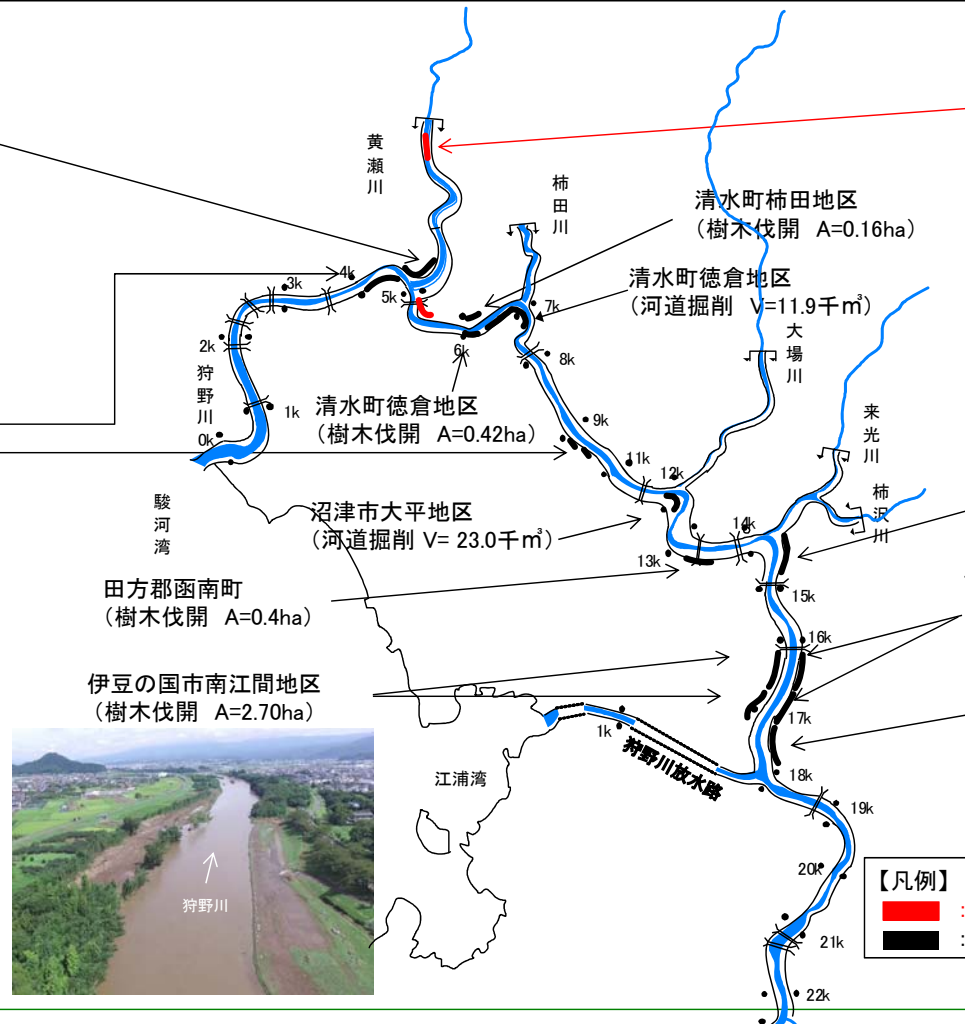 黄瀬川
柿田川
清水町柿田地区
（樹木伐開 A=0.16ha）
清水町徳倉地区
（河道掘削 V=11.9千㎥）
大場川
3k
4k
5k
6k
7k
8k
2k
狩野川
1k
0k
清水町徳倉地区
（樹木伐開 A=0.42ha）
9k
11k
12k
来光川
柿沢川
駿河湾
沼津市大平地区
（河道掘削 V= 23.0千㎥）
13k
14k
田方郡函南町
（樹木伐開 A=0.4ha）
15k
16k
伊豆の国市南江間地区
（樹木伐開 A=2.70ha）
17k
1k
狩野川放水路
18k
江浦湾
19k
20k
狩野川
【凡例】
：
：
21k
22k